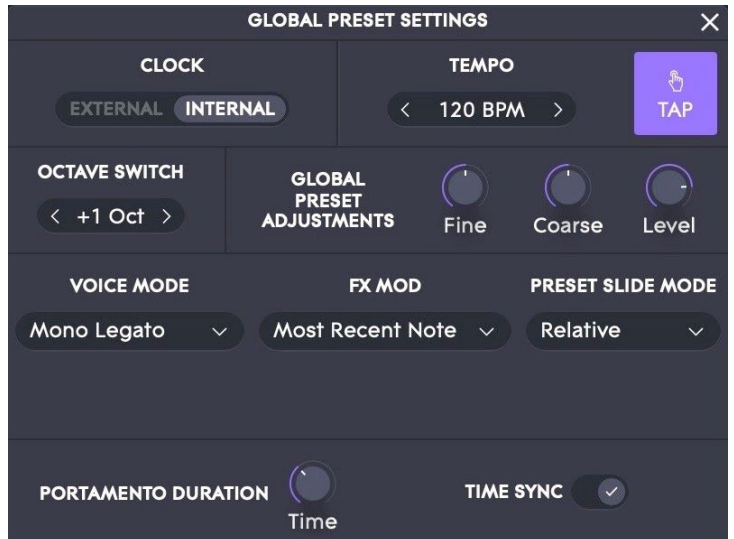 GLOBAL PRESET SETTINGS
CLOCK
EXTERNAL INTERNAL
TEMPO
120 BPM
TAP
OCTAVE SWITCH
+1 Oct
GLOBAL
PRESET
ADJUSTMENTS
Fine
Coarse
Level
VOICE MODE
Mono Legato
FX MOD
Most Recent Note
PRESET SLIDE MODE
Relative
PORTAMENTO DURATION
Time
TIME SYNC